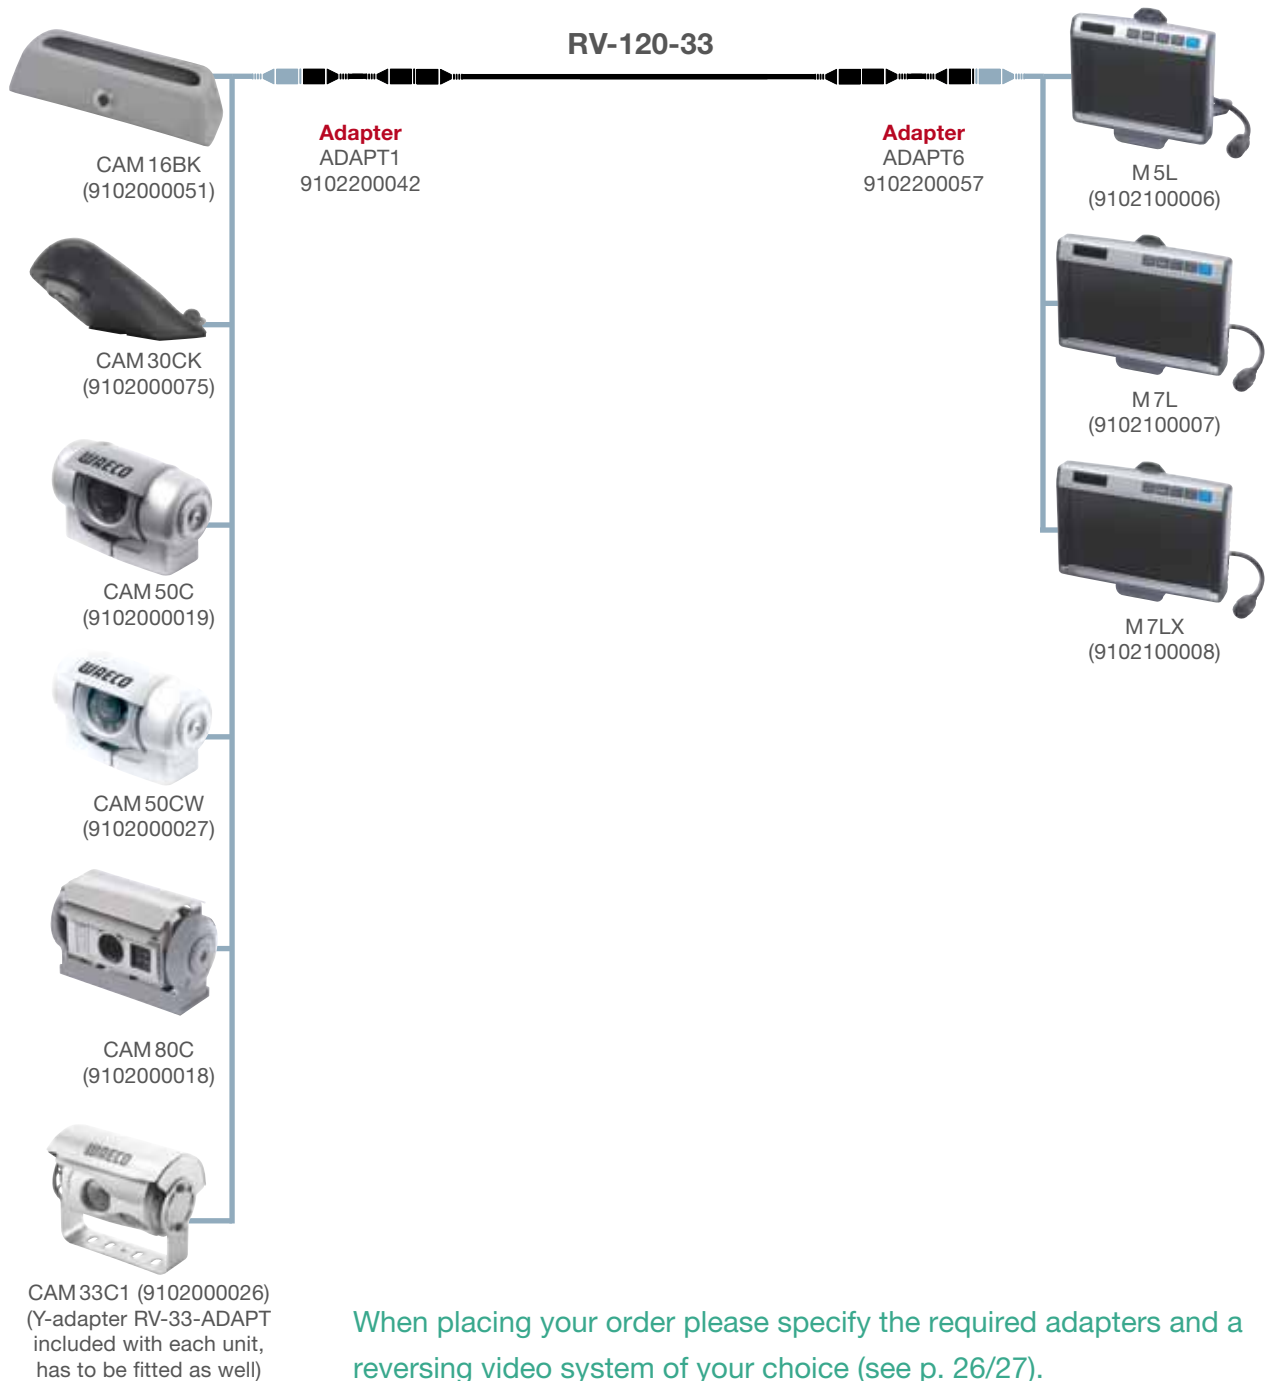 RV-120-33
Adapter
ADAPT1
9102200042
Adapter
ADAPT6
9102200057
CAM 16BK
(9102000051)
CAM 30CK
(9102000075)
WAECO
CAM 50C
(9102000019)
WAECO
CAM 50CW
(9102000027)
CAM 80C
(9102000018)
WAECO
CAM 33C1 (9102000026)
(Y-adapter RV-33-ADAPT
included with each unit,
has to be fitted as well)
M 5L
(9102100006)
M 7L
(9102100007)
M 7LX
(9102100008)
When placing your order please specify the required adapters and a
reversing video system of your choice (see p. 26/27).